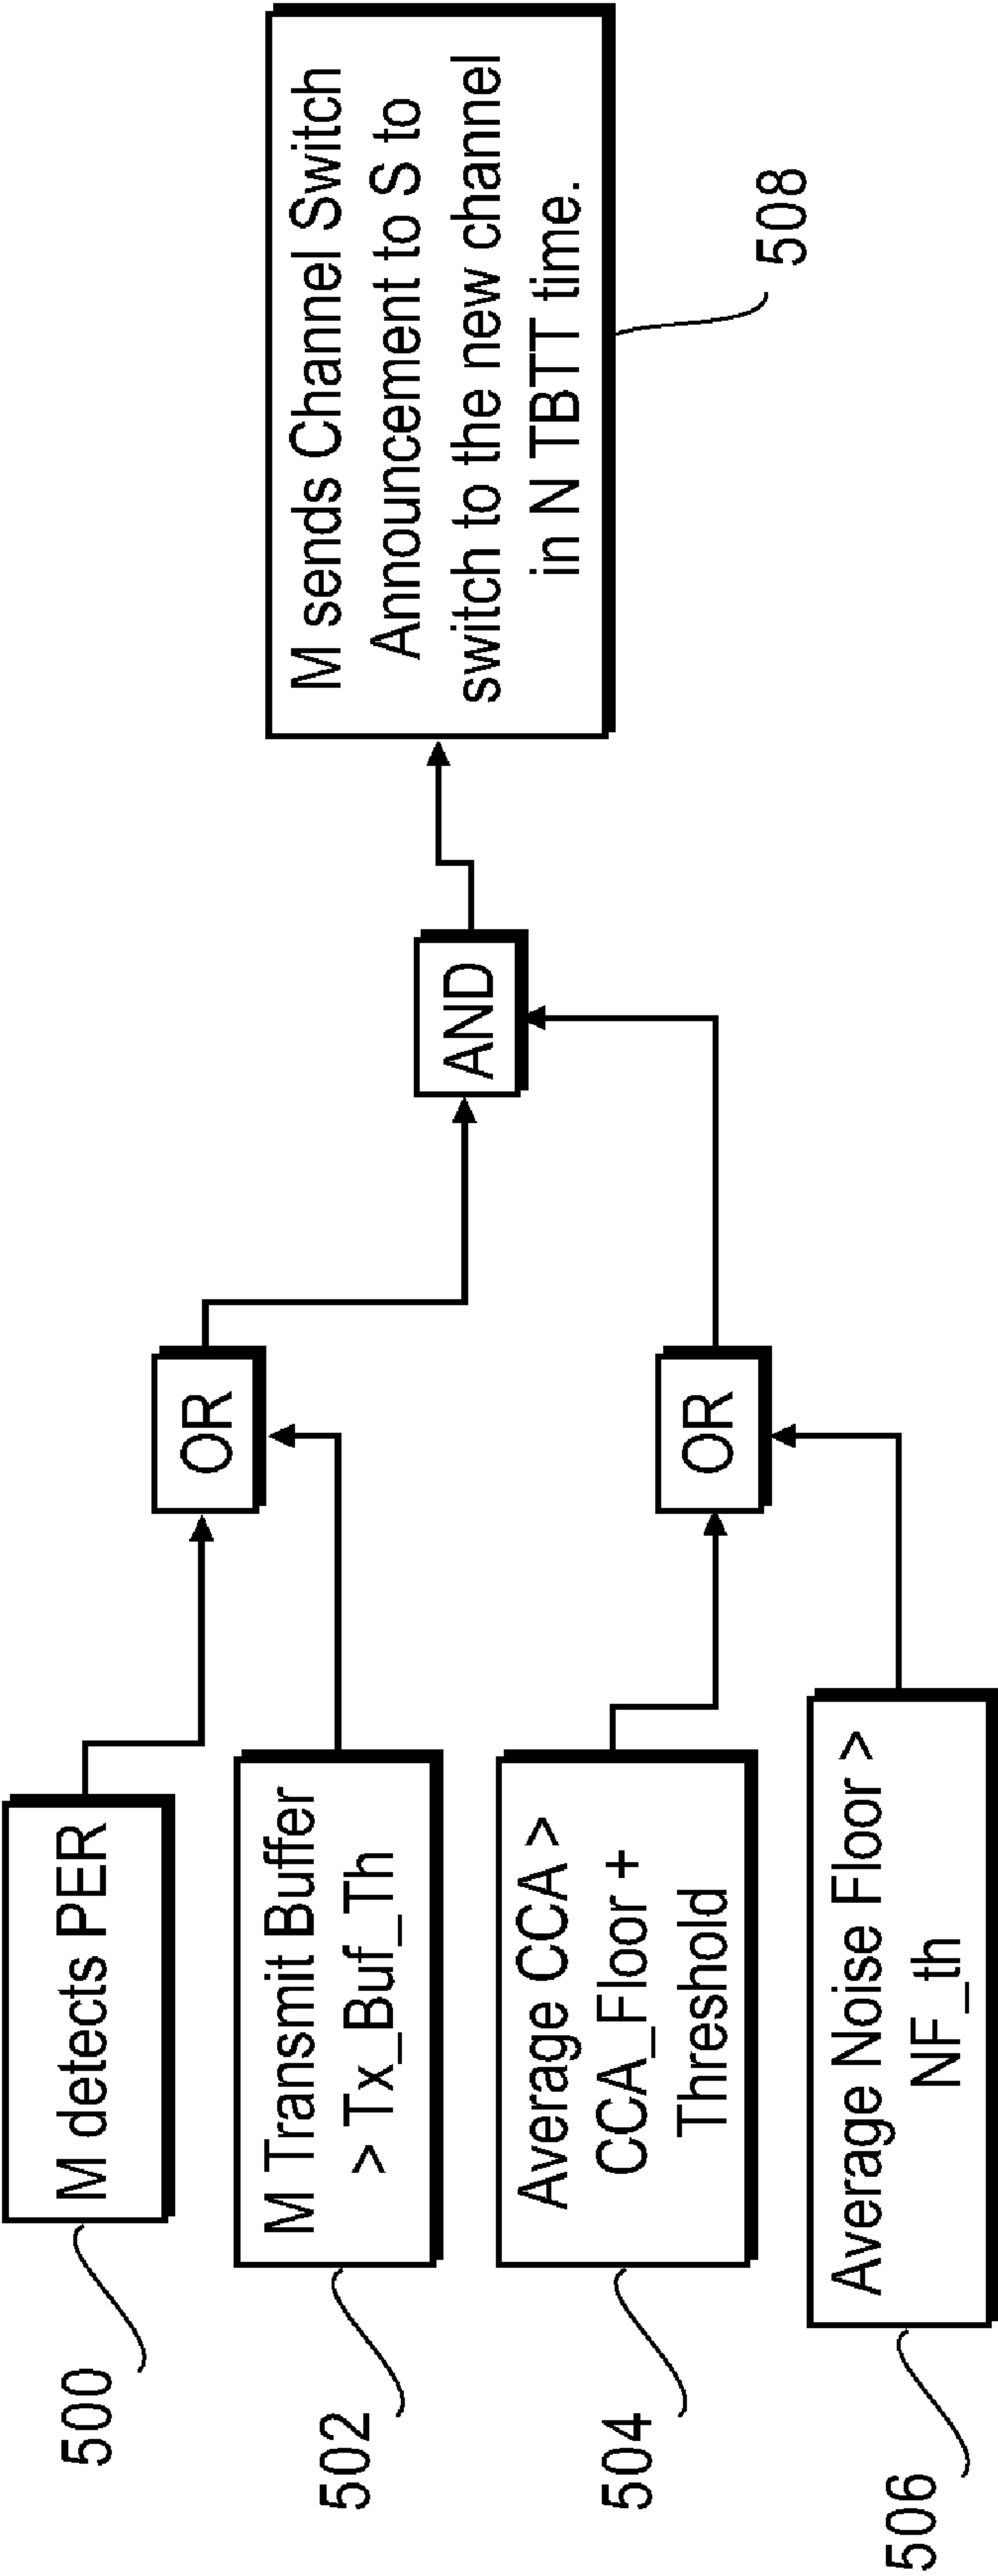 500
M detects PER
502
M Transmit Buffer
> Tx_Buf_Th
504
Average CCA >
CCA_Floor +
Threshold
506
Average Noise Floor >
NF_th
OR
OR
AND
M sends Channel Switch
Announcement to S to
switch to the new channel
in N TBTT time.
508